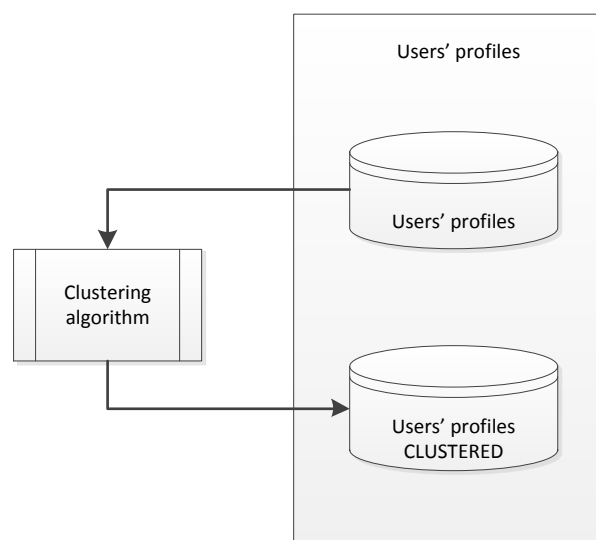 Users’ profiles
Users’ profiles
Clustering
algorithm
Users’ profiles
CLUSTERED